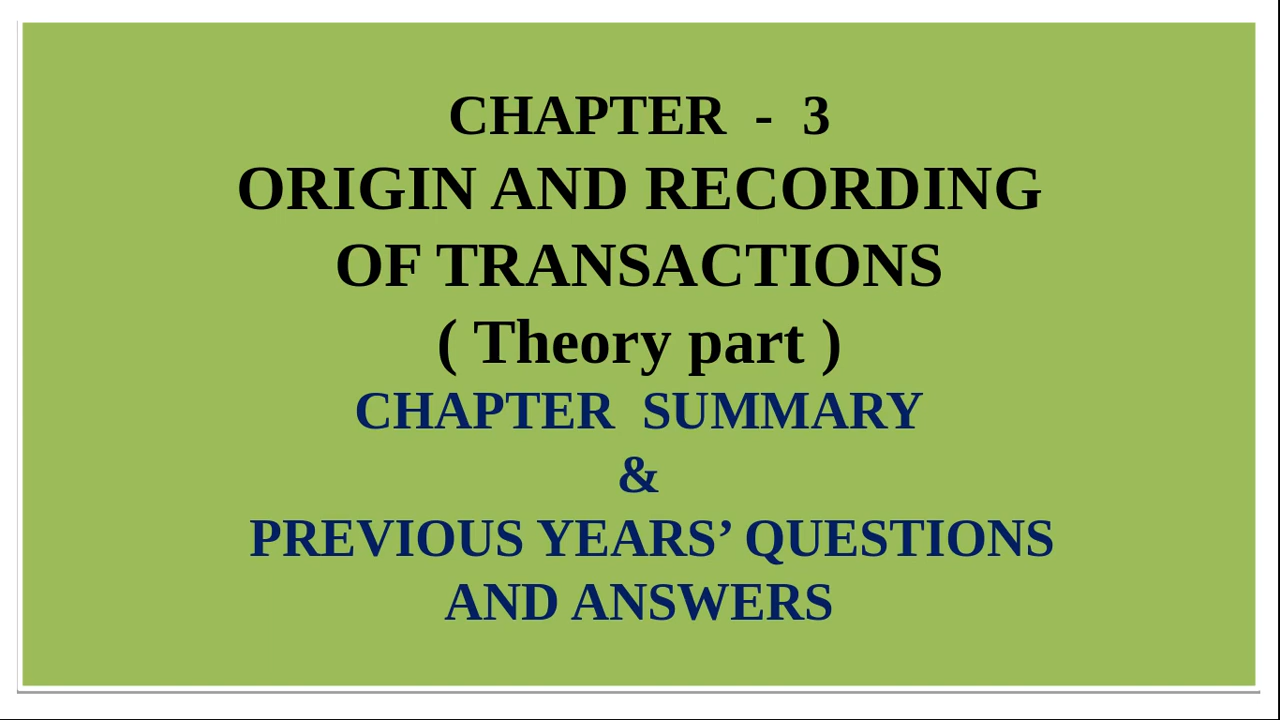 CHAPTER - 3
ORIGIN AND RECORDING
OF TRANSACTIONS
( Theory part )
CHAPTER SUMMARY
&
PREVIOUS YEARS’ QUESTIONS
AND ANSWERS